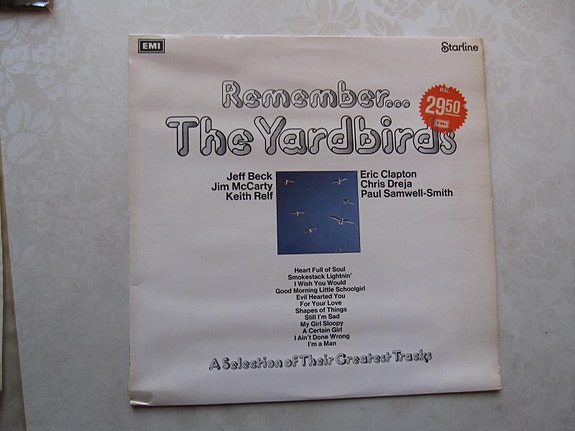 EMI
Starline
Remember...
The Yardbirds
KR.
2950
EMI
Jeff Beck
Jim McCarty
Keith Relf
Eric Clapton
Chris Dreja
Paul Samwell-Smith
Heart Full of Soul
Smokestack Lightnin'
I Wish You Would
Good Morning Little Schoolgirl
Evil Hearted You
For Your Love
Shapes of Things
Still I'm Sad
My Girl Sloopy
A Certain Girl
I Ain't Done Wrong
I'm a Man
A Selection of Their Greatest Tracks